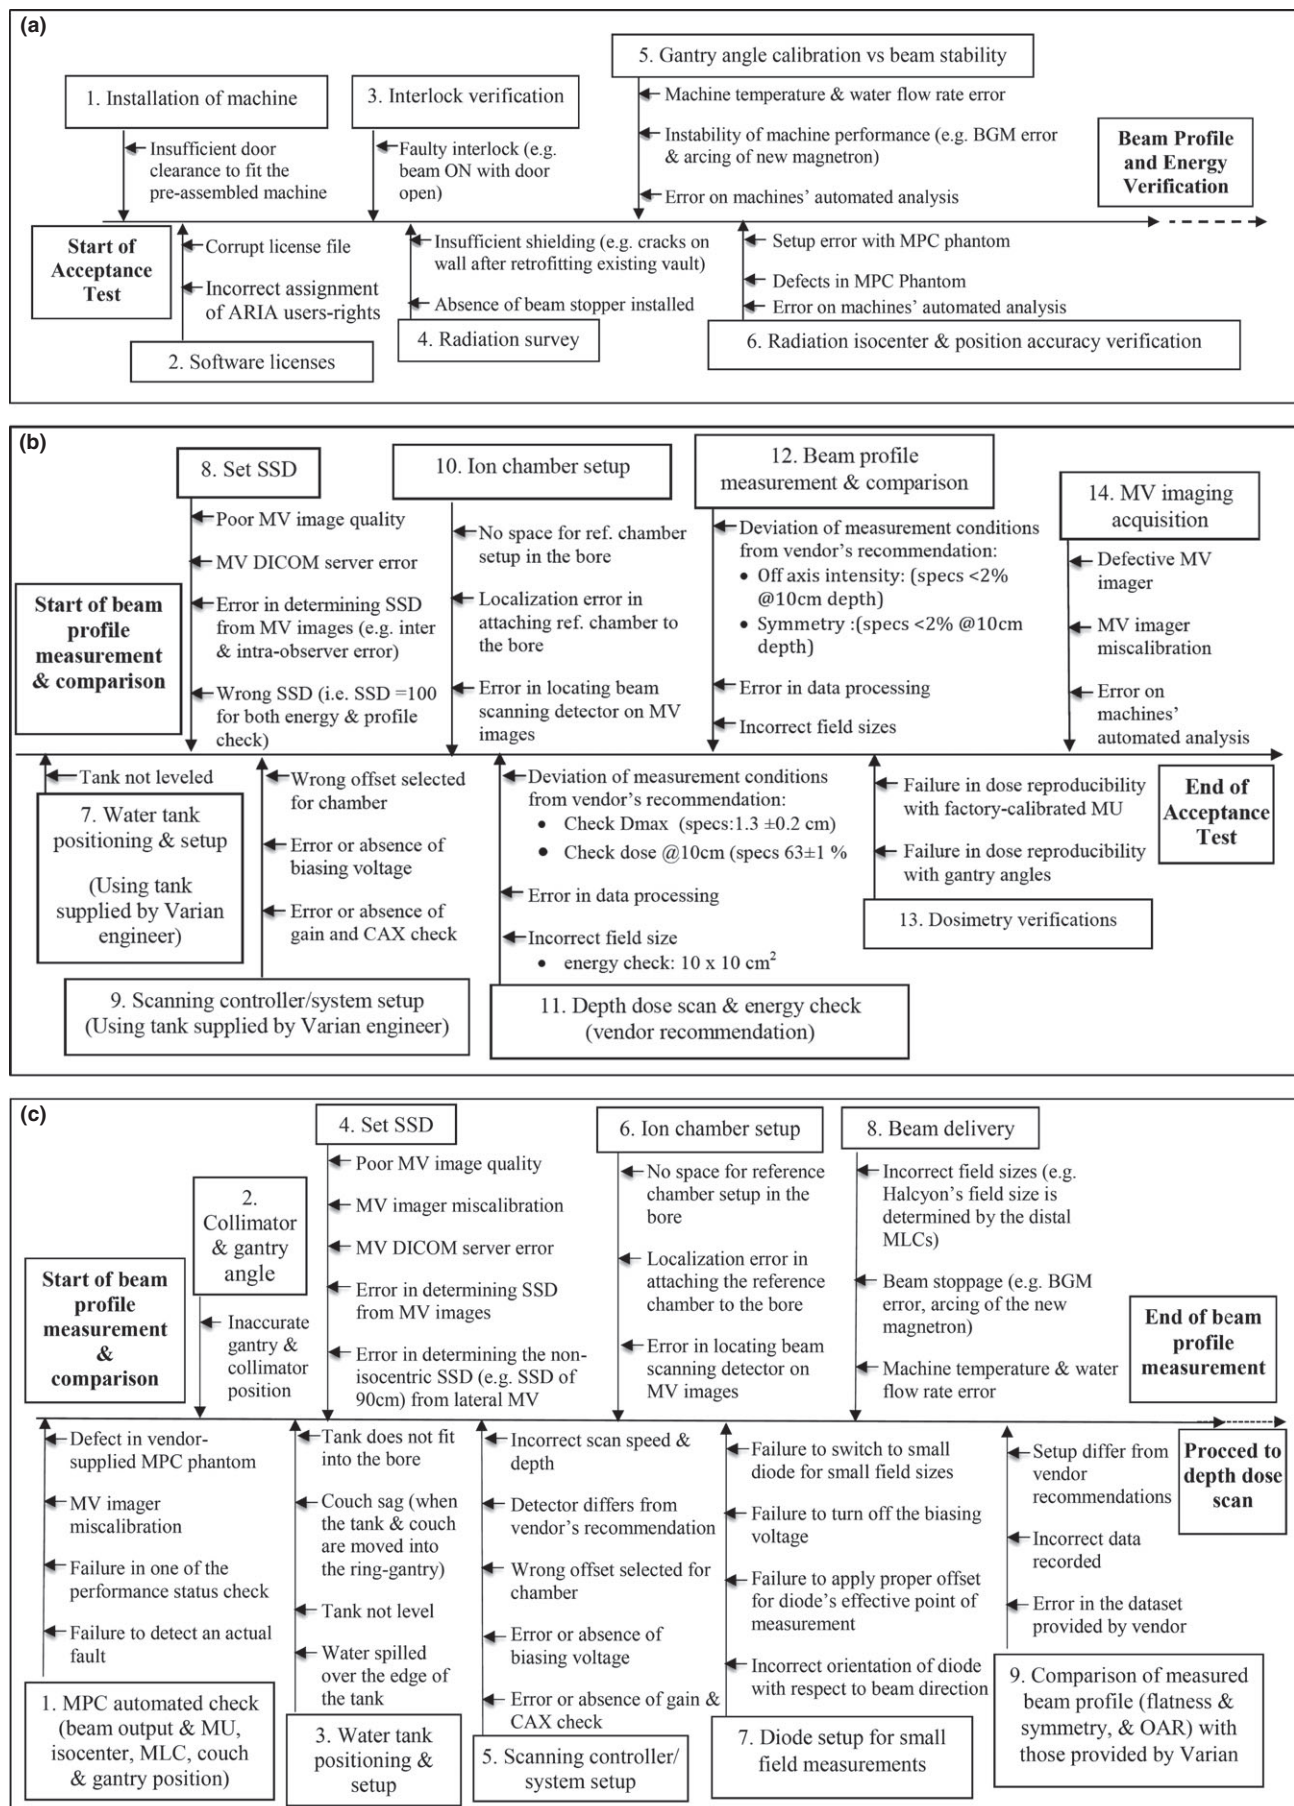 (a)
1. Installation of machine
Insufficient door
clearance to fit the
pre-assembled machine
3. Interlock verification
Faulty interlock (e.g.
beam ON with door
open)
5. Gantry angle calibration vs beam stability
Machine temperature & water flow rate error
Instability of machine performance (e.g. BGM error
& arcing of new magnetron)
Error on machines' automated analysis
Beam Profile
and Energy
Verification
Start of
Acceptance
Test
Corrupt license file
Incorrect assignment
of ARIA users-rights
2. Software licenses
Insufficient shielding (e.g. cracks on
wall after retrofitting existing vault)
Absence of beam stopper installed
4. Radiation survey
Setup error with MPC phantom
Defects in MPC Phantom
Error on machines' automated analysis
6. Radiation isocenter & position accuracy verification
(b)
8. Set SSD
Poor MV image quality
MV DICOM server error
Error in determining SSD
from MV images (e.g. inter
& intra-observer error)
Wrong SSD (i.e. SSD =100
for both energy & profile
check)
10. Ion chamber setup
No space for ref. chamber
setup in the bore
Localization error in
attaching ref. chamber to
the bore
Error in locating beam
scanning detector on MV
images
12. Beam profile
measurement & comparison
Deviation of measurement conditions
from vendor's recommendation:
• Off axis intensity: (specs <2%
@10cm depth)
• Symmetry :(specs <2% @10cm
depth)
Error in data processing
Incorrect field sizes
14. MV imaging
acquisition
Defective MV
imager
MV imager
miscalibration
Error on
machines'
automated analysis
Start of beam
profile
measurement
& comparison
Tank not leveled
7. Water tank
positioning & setup
(Using tank
supplied by Varian
engineer)
Wrong offset selected
for chamber
Error or absence of
biasing voltage
Error or absence of
gain and CAX check
9. Scanning controller/system setup
(Using tank supplied by Varian engineer)
Deviation of measurement conditions
from vendor's recommendation:
• Check Dmax (specs:1.3 ±0.2 cm)
• Check dose @10cm (specs 63±1 %
Error in data processing
Incorrect field size
• energy check: 10 x 10 cm²
11. Depth dose scan & energy check
(vendor recommendation)
Failure in dose reproducibility
with factory-calibrated MU
Failure in dose reproducibility
with gantry angles
13. Dosimetry verifications
End of
Acceptance
Test
(c)
2.
Collimator
& gantry
angle
Inaccurate
gantry &
collimator
position
4. Set SSD
Poor MV image quality
MV imager miscalibration
MV DICOM server error
Error in determining SSD
from MV images
Error in determining the non-
isocentric SSD (e.g. SSD of
90cm) from lateral MV
6. Ion chamber setup
No space for reference
chamber setup in the
bore
Localization error in
attaching the reference
chamber to the bore
Error in locating beam
scanning detector on
MV images
8. Beam delivery
Incorrect field sizes (e.g.
Halcyon's field size is
determined by the distal
MLCs)
Beam stoppage (e.g. BGM
error, arcing of the new
magnetron)
Machine temperature & water
flow rate error
Start of beam
profile
measurement
&
comparison
End of beam
profile
measurement
Defect in vendor-
supplied MPC phantom
MV imager
miscalibration
Failure in one of the
performance status check
Failure to detect an actual
fault
1. MPC automated check
(beam output & MU,
isocenter, MLC, couch
& gantry position)
Tank does not fit
into the bore
Couch sag (when
the tank & couch
are moved into
the ring-gantry)
Tank not level
Water spilled
over the edge of
the tank
3. Water tank
positioning &
setup
Incorrect scan speed &
depth
Detector differs from
vendor's recommendation
Wrong offset selected for
chamber
Error or absence of
biasing voltage
Error or absence of gain &
CAX check
5. Scanning controller/
system setup
Failure to switch to small
diode for small field sizes
Failure to turn off the biasing
voltage
Failure to apply proper offset
for diode's effective point of
measurement
Incorrect orientation of diode
with respect to beam direction
7. Diode setup for small
field measurements
Setup differ from
vendor
recommendations
Incorrect data
recorded
Error in the dataset
provided by vendor
9. Comparison of measured
beam profile (flatness &
symmetry, & OAR) with
those provided by Varian
Procced to
depth dose
scan